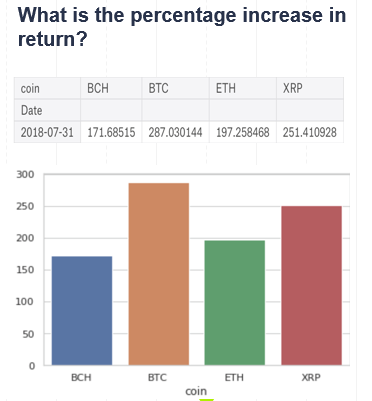 What is the percentage increase in
return?
coin BCH BTC ETH XRP
Date
2018-07-31 171.68515 287.030144 197.258468 251.410928
300
250
200
150
100
50
0
BCH BTC ETH XRP
coin